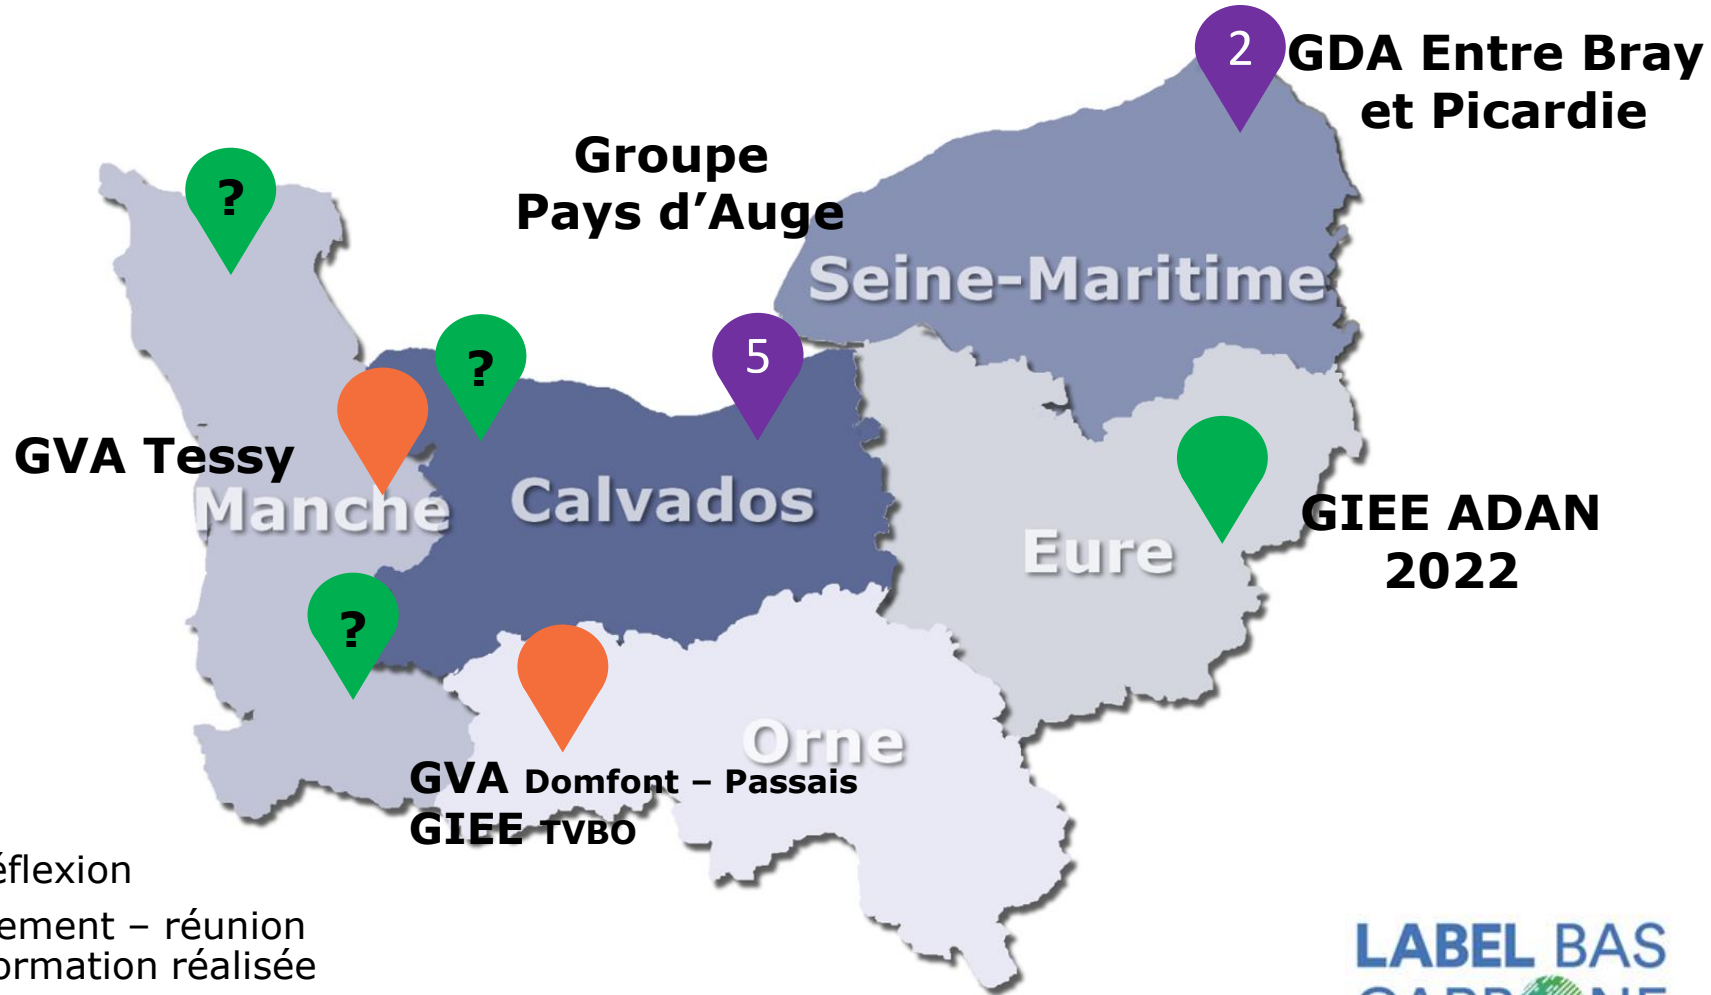 2
GDA Entre Bray
et Picardie
Groupe
Pays d’Auge
?
Seine-Maritime
?
5
GVA Tessy
Manche
Calvados
GIEE ADAN
2022
Eure
?
Orne
GVA Domfont – Passais
GIEE TVBO
éflexion
ement – réunion
ormation réalisée
LABEL BAS